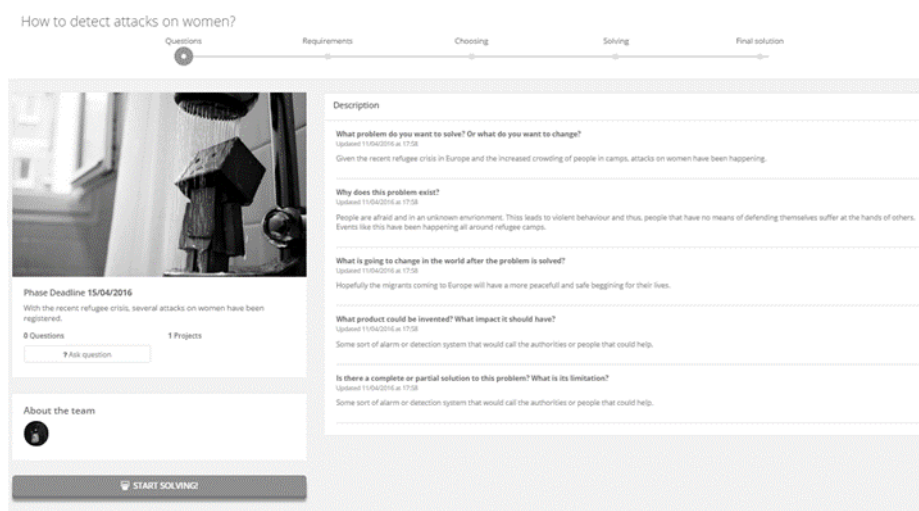 How to detect attacks on women?
Questions
Requirements
Choosing
Solving
Final solution
Phase Deadline 15/04/2016
With the recent refugee crisis, several attacks on women have been
registered.
0 Questions
1 Projects
? Ask question
About the team
START SOLVING!
Description
What problem do you want to solve? Or what do you want to change?
Updated 11/04/2016 at 17:58
Given the recent refugee crisis in Europe and the increased crowding of people in camps, attacks on women have been happening.
Why does this problem exist?
Updated 11/04/2016 at 17:58
People are afraid and in an unknown envrionment. Thiss leads to violent behaviour and thus, people that have no means of defending themselves suffer at the hands of others.
Events like this have been happening all around refugee camps.
What is going to change in the world after the problem is solved?
Updated 11/04/2016 at 17:58
Hopefully the migrants coming to Europe will have a more peacefull and safe beggining for their lives.
What product could be invented? What impact it should have?
Updated 11/04/2016 at 17:58
Some sort of alarm or detection system that would call the authorities or people that could help.
Is there a complete or partial solution to this problem? What is its limitation?
Updated 11/04/2016 at 17:58
Some sort of alarm or detection system that would call the authorities or people that could help.